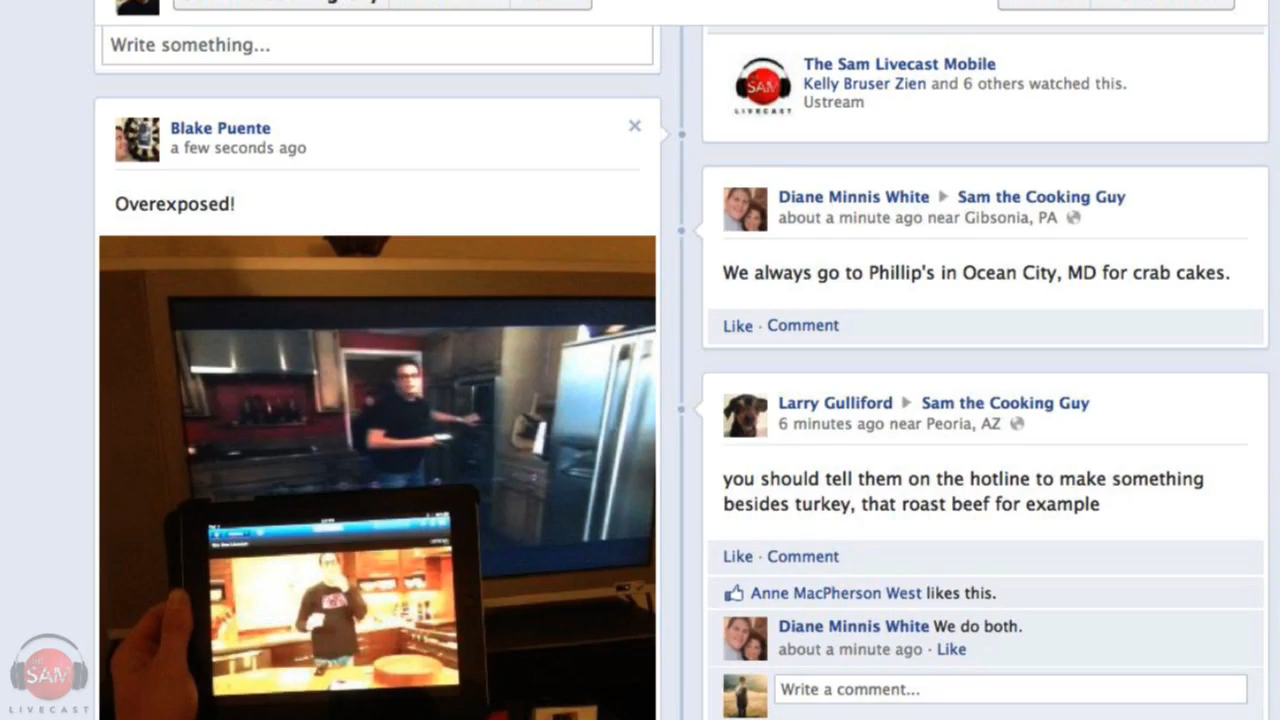 Write something...
Blake Puente
a few seconds ago
Overexposed!
The Sam Livecast Mobile
Kelly Bruser Zien and 6 others watched this.
Ustream
SAM
LIVECAST
Diane Minnis White ▶ Sam the Cooking Guy
about a minute ago near Gibsonia, PA
We always go to Phillip's in Ocean City, MD for crab cakes.
Like · Comment
Larry Gulliford ▶ Sam the Cooking Guy
6 minutes ago near Peoria, AZ
you should tell them on the hotline to make something
besides turkey, that roast beef for example
Like · Comment
Anne MacPherson West likes this.
Diane Minnis White We do both.
about a minute ago · Like
Write a comment...
THE
SAM
LIVECAST